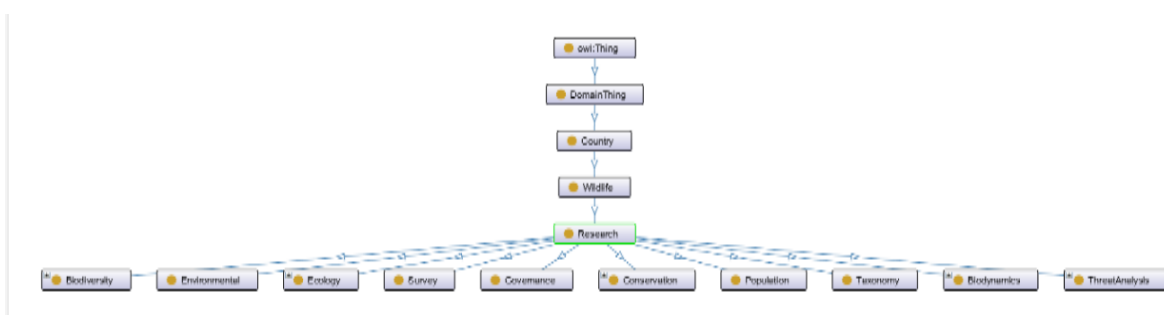 owl:Thing
DomainThing
Country
Wildlife
Research
Biodiversity Environmental Ecology Survey Governance Conservation Population Taxonomy Biodynamics ThreatAnalysis